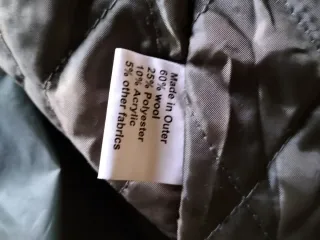 Made in Outer
60% wool
25% Polyester
10% Acrylic
5% other fabrics